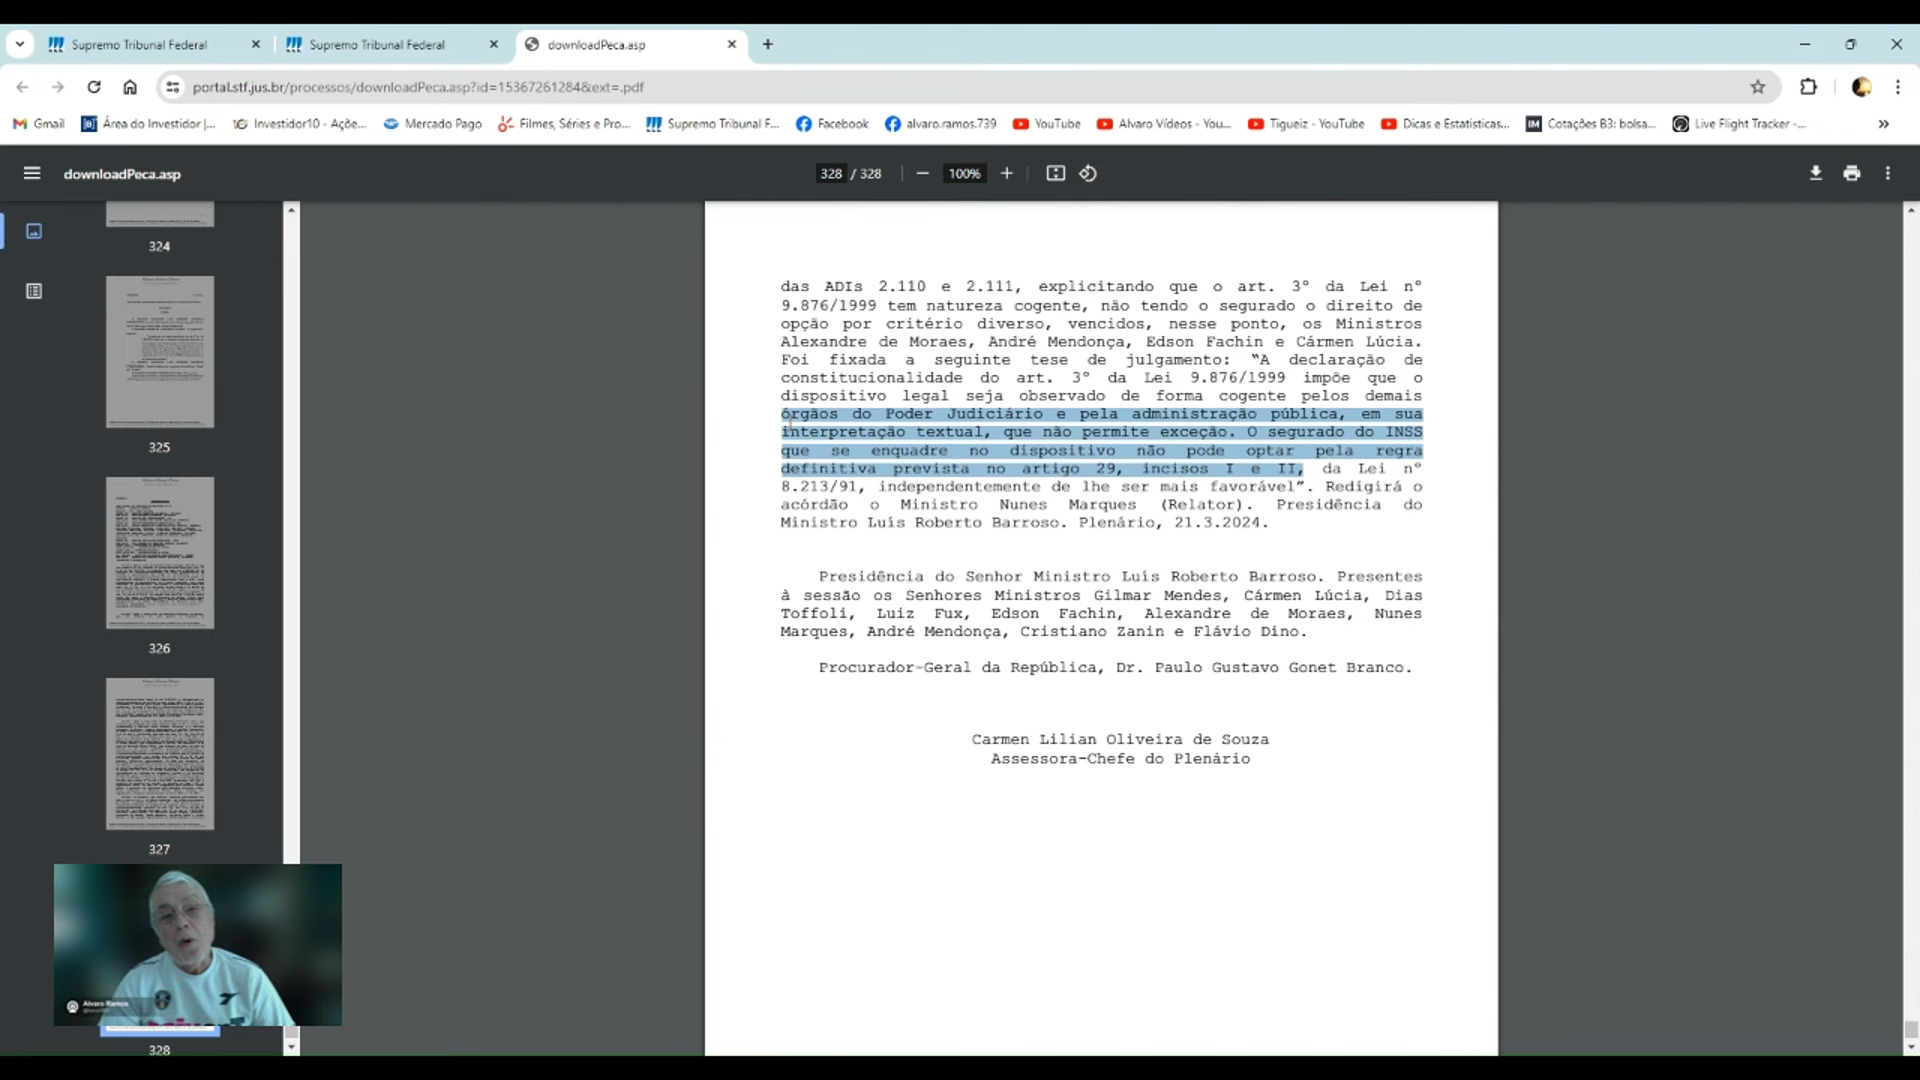 Supremo Tribunal Federal
Supremo Tribunal Federal
downloadPeca.asp
portal.stf.jus.br/processos/downloadPeca.asp?id=15367261284&ext=.pdf
Gmail
Área do Investidor |...
Investidor10 - Açõe...
Mercado Pago
Filmes, Séries e Pro...
Supremo Tribunal F...
Facebook
alvaro.ramos.739
YouTube
Alvaro Vídeos - You...
Tigueiz - YouTube
Dicas e Estatisticas...
IM
Cotações B3: bolsa...
Live Flight Tracker -...
downloadPeca.asp
328 / 328
100%
324
325
326
327
328
das ADIs 2.110 e 2.111, explicitando que o art. 3º da Lei nº
9.876/1999 tem natureza cogente, não tendo o segurado o direito de
opção por critério diverso, vencidos, nesse ponto, os Ministros
Alexandre de Moraes, André Mendonça, Edson Fachin e Cármen Lúcia.
Foi fixada a seguinte tese de julgamento: “A declaração de
constitucionalidade do art. 3º da Lei 9.876/1999 impõe que o
dispositivo legal seja observado de forma cogente pelos demais
órgãos do Poder Judiciário e pela administração pública, em sua
interpretação textual, que não permite exceção. O segurado do INSS
que se enquadre no dispositivo não pode optar pela regra
definitiva prevista no artigo 29, incisos I e II, da Lei nº
8.213/91, independentemente de lhe ser mais favorável”. Redigirá o
acórdão o Ministro Nunes Marques (Relator). Presidência do
Ministro Luís Roberto Barroso. Plenário, 21.3.2024.
Presidência do Senhor Ministro Luís Roberto Barroso. Presentes
à sessão os Senhores Ministros Gilmar Mendes, Cármen Lúcia, Dias
Toffoli, Luiz Fux, Edson Fachin, Alexandre de Moraes, Nunes
Marques, André Mendonça, Cristiano Zanin e Flávio Dino.
Procurador-Geral da República, Dr. Paulo Gustavo Gonet Branco.
Carmen Lilian Oliveira de Souza
Assessora-Chefe do Plenário
Alvaro Ramos